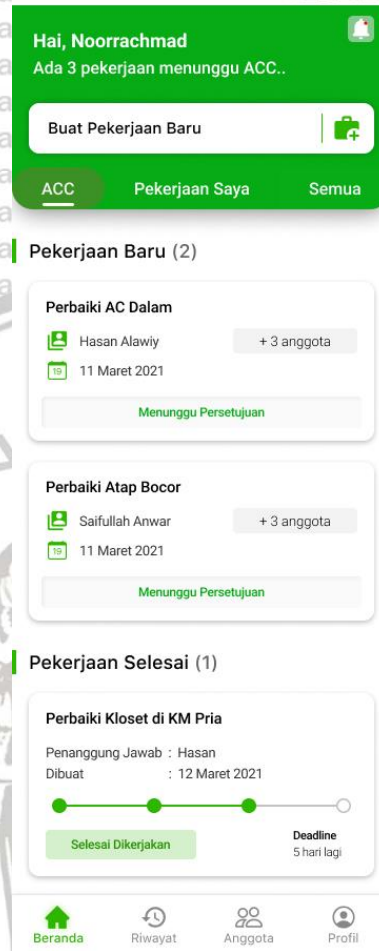 Hai, Noorrachmad
Ada 3 pekerjaan menunggu ACC..
Buat Pekerjaan Baru
ACC Pekerjaan Saya Semua
Pekerjaan Baru (2)
Perbaiki AC Dalam
Hasan Alawiy + 3 anggota
19 11 Maret 2021
Menunggu Persetujuan
Perbaiki Atap Bocor
Saifullah Anwar + 3 anggota
19 11 Maret 2021
Menunggu Persetujuan
Pekerjaan Selesai (1)
Perbaiki Kloset di KM Pria
Penanggung Jawab : Hasan
Dibuat : 12 Maret 2021
Selesai Dikerjakan
Deadline
5 hari lagi
Beranda Riwayat Anggota Profil